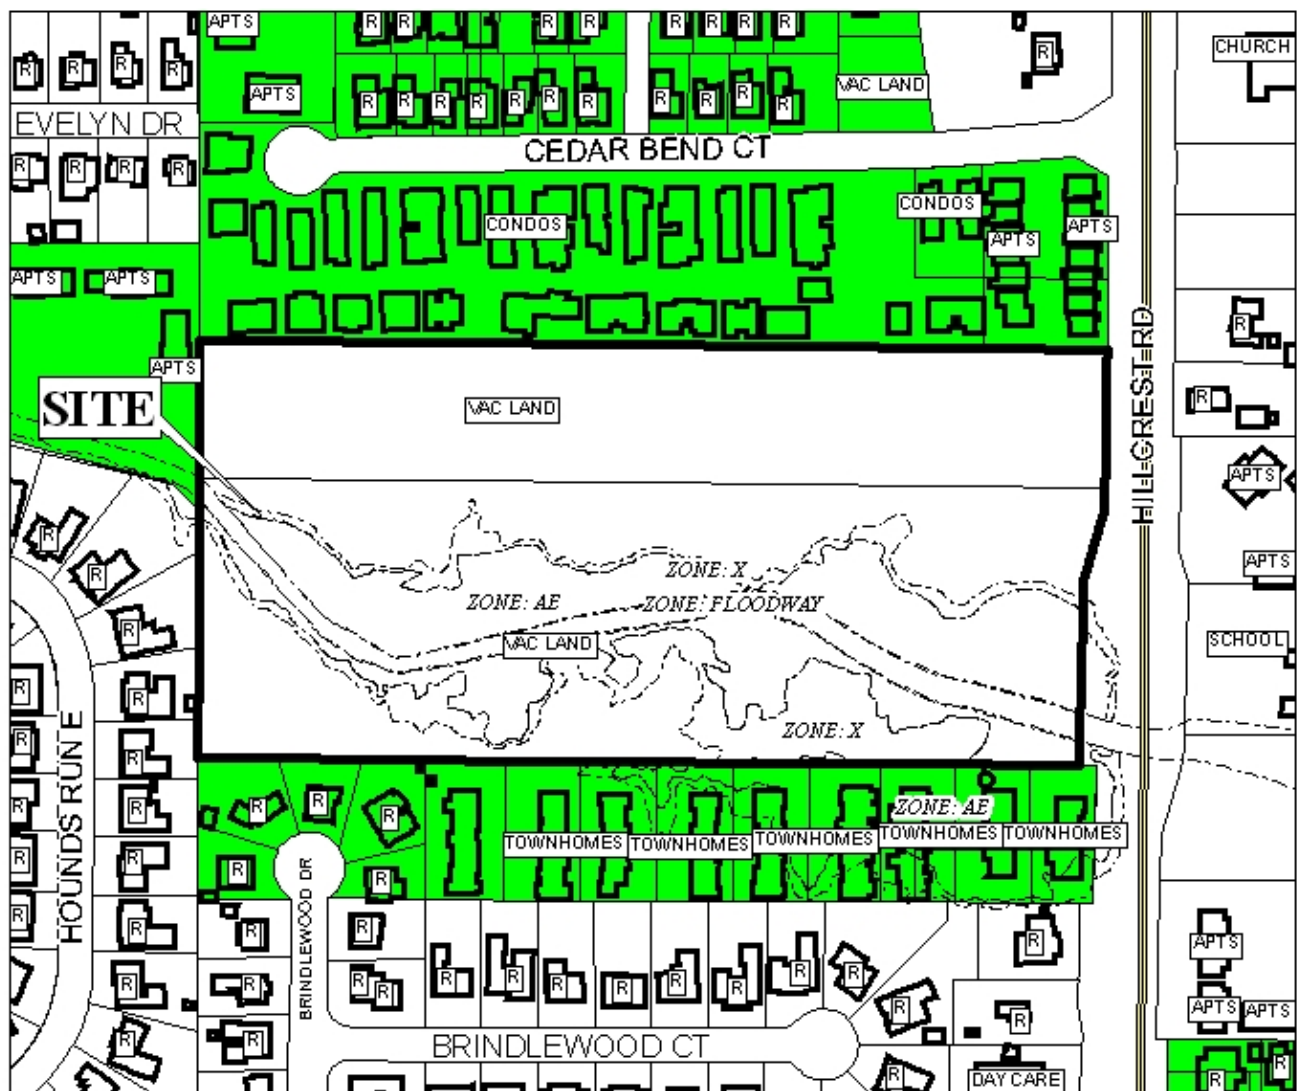 APTS
R R R R R R R R R
R
CHURCH
R R R R
APTS
R R R R R R R R R R R
VAC LAND
EVELYN DR
CEDAR BEND CT
R R R R
CONDOS
CONDOS
APTS
APTS
APTS
APTS
R
HILLCREST RD
APTS
SITE
VAC LAND
R
APTS
R
R
APTS
ZONE: X
ZONE: AE
ZONE: FLOODWAY
R
VAC LAND
SCHOOL
R
R
HOUNDS RUN E
ZONE: X
R
R
R
R
R
R
R
ZONE: AE
TOWNHOMES
TOWNHOMES
TOWNHOMES
TOWNHOMES
TOWNHOMES
R
R
R
R
BRINDLEWOOD DR
R
R
R
R
R
R
APTS
R
R
R
R
R R R R R R R R
R
APTS
APTS
R
R
R
BRINDLEWOOD CT
R
R
R
R
DAY CARE
R